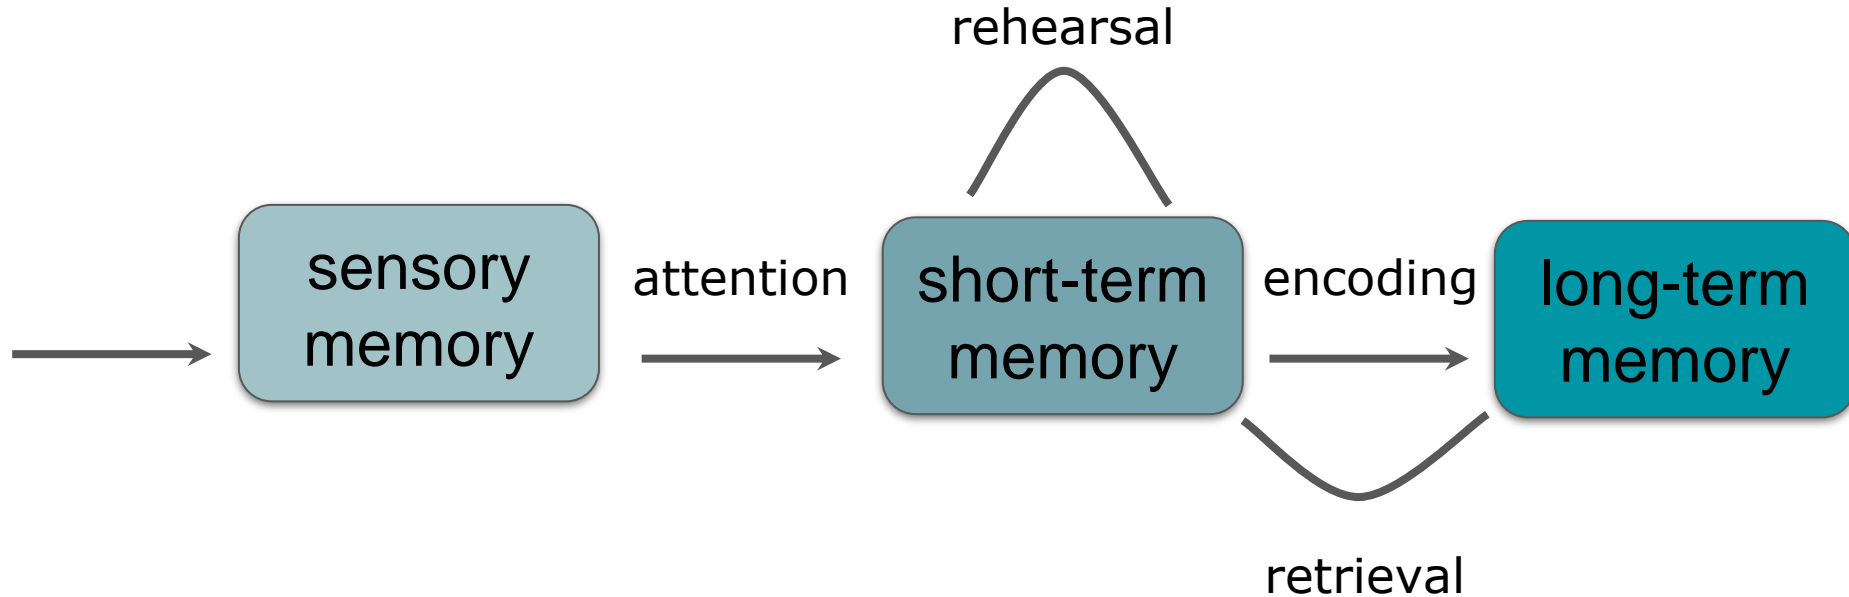 rehearsal
sensory
memory
attention
short-term
memory
encoding
long-term
memory
retrieval